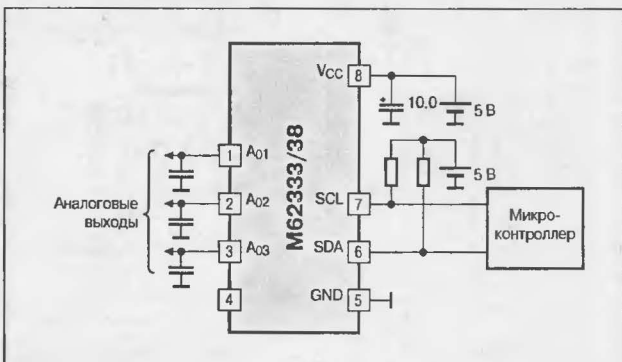 VCC
8
10.0
5 В
1
A01
Аналоговые
выходы
2
A02
3
A03
4
M62333/38
SCL
7
SDA
6
GND
5
5 В
Микро-
контроллер